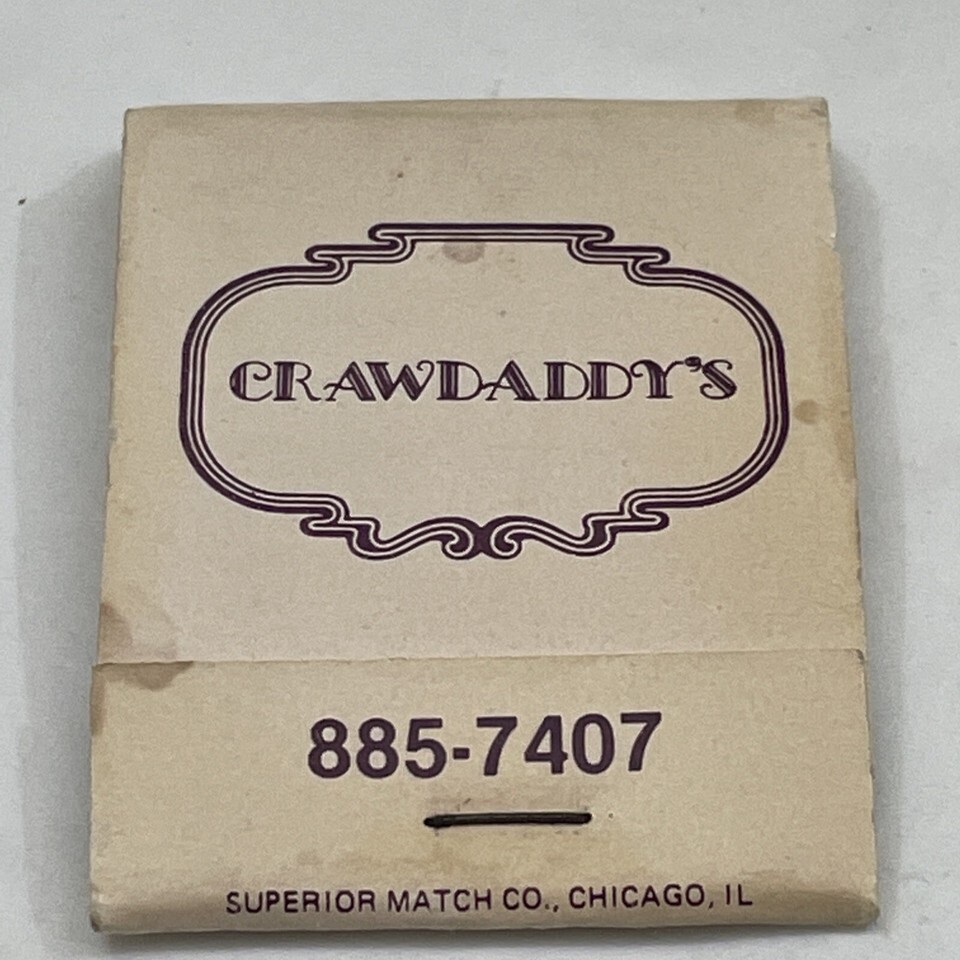 CRAWDADDY'S
885-7407
SUPERIOR MATCH CO., CHICAGO, IL